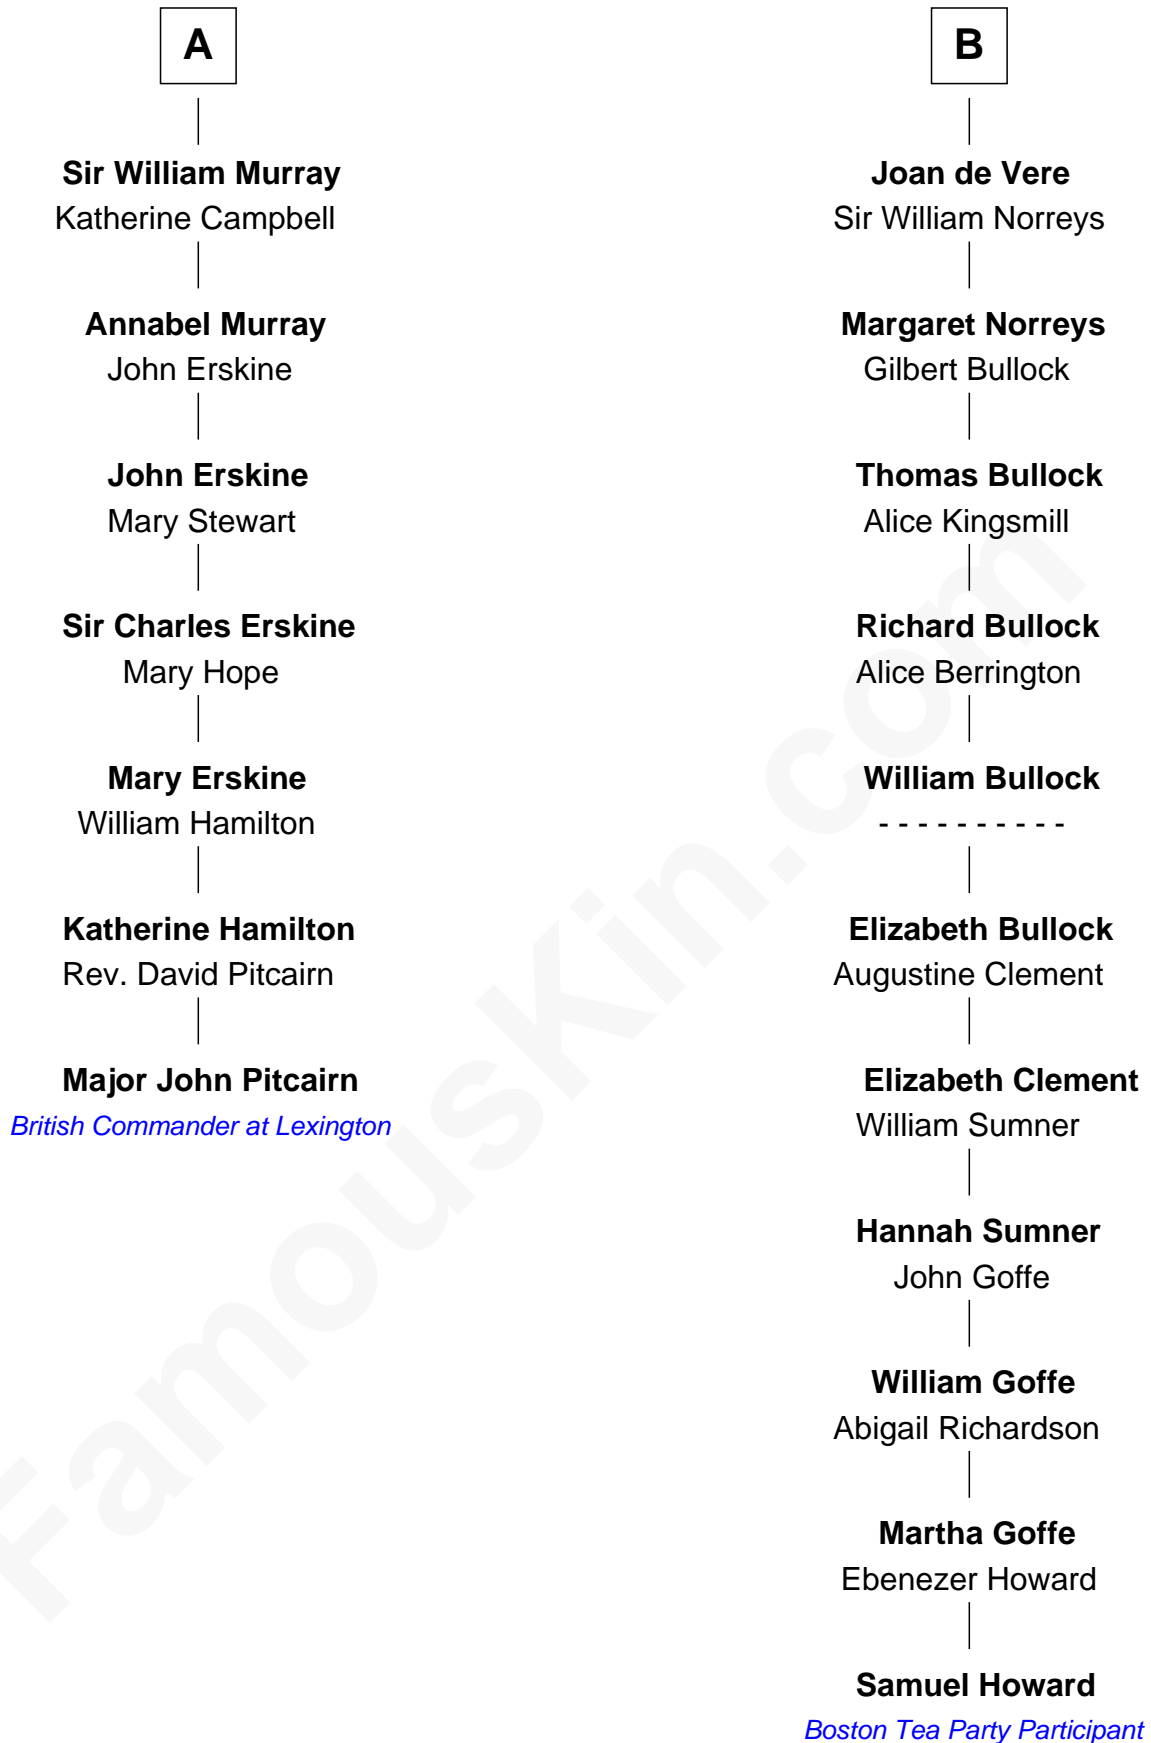 A
Sir William Murray
Katherine Campbell
Annabel Murray
John Erskine
John Erskine
Mary Stewart
Sir Charles Erskine
Mary Hope
Mary Erskine
William Hamilton
Katherine Hamilton
Rev. David Pitcairn
Major John Pitcairn
British Commander at Lexington
B
Joan de Vere
Sir William Norreys
Margaret Norreys
Gilbert Bullock
Thomas Bullock
Alice Kingsmill
Richard Bullock
Alice Berrington
William Bullock
- - - - - - - - - -
Elizabeth Bullock
Augustine Clement
Elizabeth Clement
William Sumner
Hannah Sumner
John Goffe
William Goffe
Abigail Richardson
Martha Goffe
Ebenezer Howard
Samuel Howard
Boston Tea Party Participant
FamousKin.com